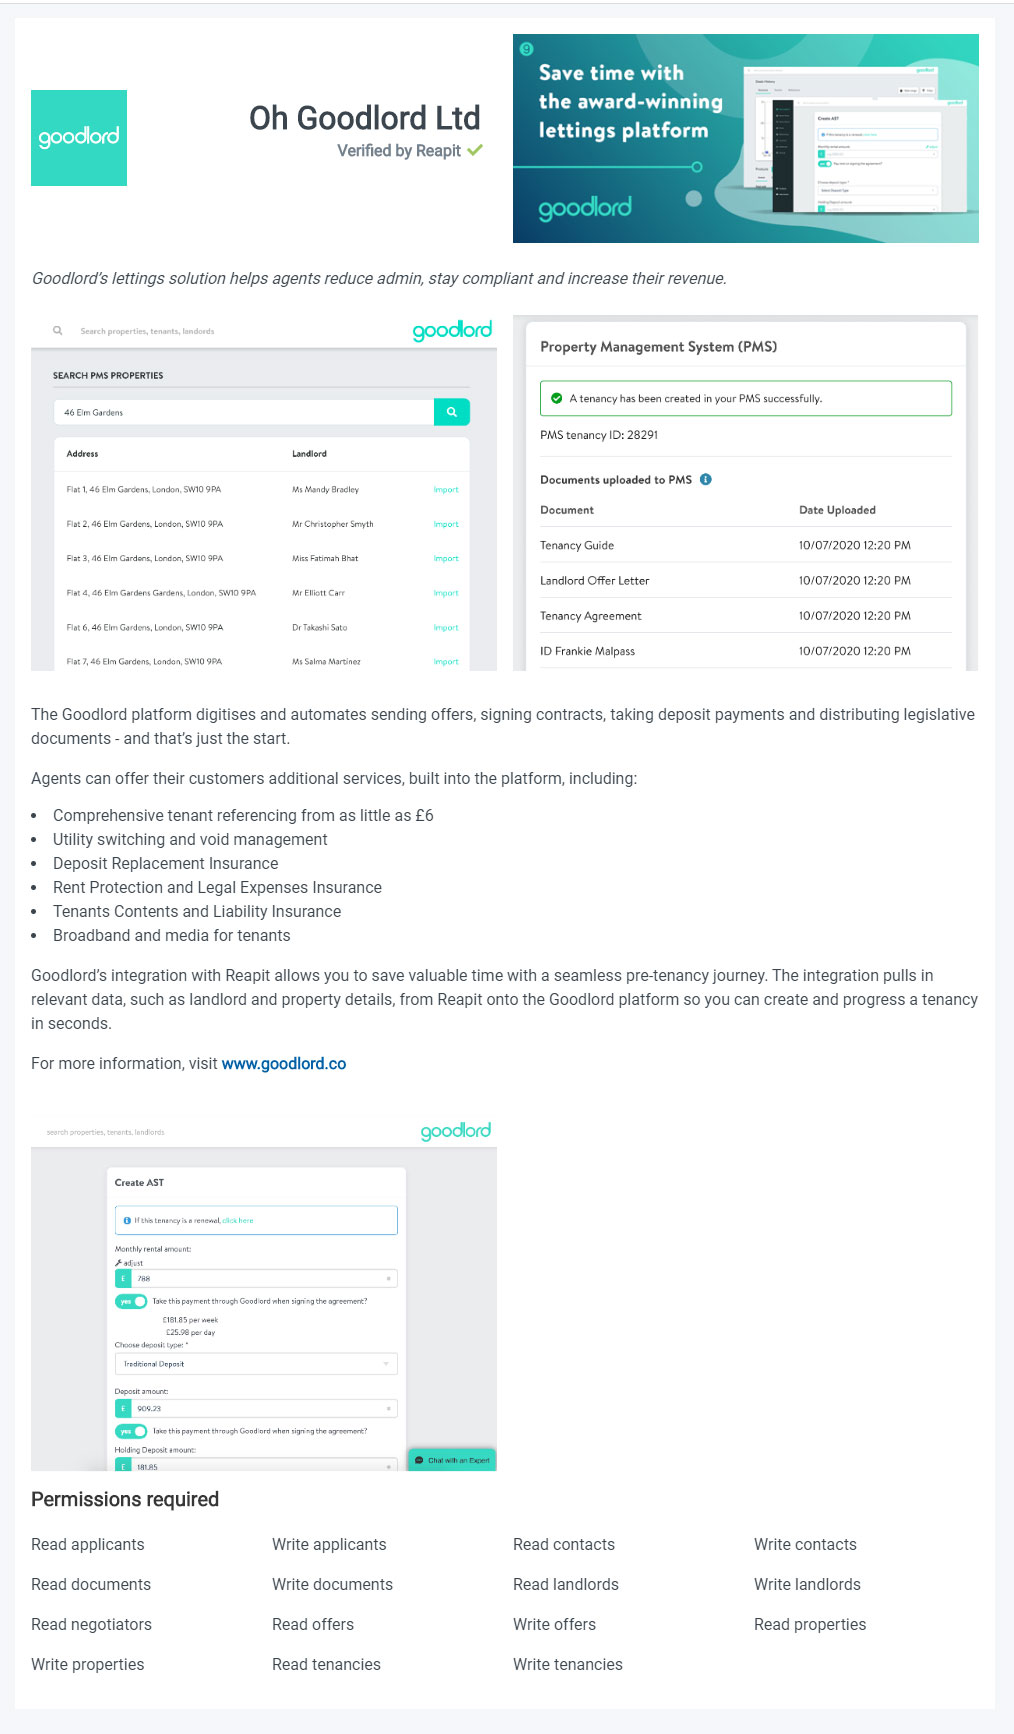 goodlord
Oh Goodlord Ltd
Verified by Reapit
Save time with
the award-winning
lettings platform
goodlord
goodlord
goodlord
Create AST
Goodlord's lettings solution helps agents reduce admin, stay compliant and increase their revenue.
Search properties, tenants, landords
goodlord
SEARCH PMS PROPERTIES
46 Elm Gardens
Address Landlord
Flat 1, 46 Elm Gardens, London, SW10 9PA Ms Mandy Bradley Import
Flat 2, 46 Elm Gardens, London, SW10 9PA Mr Christopher Smyth Import
Flat 3, 46 Elm Gardens, London, SW10 9PA Miss Fatimah Bhat Import
Flat 4, 46 Elm Gardens Gardens, London, SW10 9PA Mr Elliott Carr Import
Flat 6, 46 Elm Gardens, London, SW10 9PA Dr Takashi Sato Import
Flat 7, 46 Elm Gardens, London, SW10 9PA Ms Salma Martinez Import
Property Management System (PMS)
A tenancy has been created in your PMS successfully.
PMS tenancy ID: 28291
Documents uploaded to PMS
Document Date Uploaded
Tenancy Guide 10/07/2020 12:20 PM
Landlord Offer Letter 10/07/2020 12:20 PM
Tenancy Agreement 10/07/2020 12:20 PM
ID Frankie Malpass 10/07/2020 12:20 PM
The Goodlord platform digitises and automates sending offers, signing contracts, taking deposit payments and distributing legislative
documents - and that's just the start.
Agents can offer their customers additional services, built into the platform, including:
• Comprehensive tenant referencing from as little as £6
• Utility switching and void management
• Deposit Replacement Insurance
• Rent Protection and Legal Expenses Insurance
• Tenants Contents and Liability Insurance
• Broadband and media for tenants
Goodlord's integration with Reapit allows you to save valuable time with a seamless pre-tenancy journey. The integration pulls in
relevant data, such as landlord and property details, from Reapit onto the Goodlord platform so you can create and progress a tenancy
in seconds.
For more information, visit www.goodlord.co
search properties, tenants, landlords
goodlord
Create AST
If this tenancy is a renewal, click here
Monthly rental amount:
adjust
£ 788
yes Take this payment through Goodlord when signing the agreement?
£181.85 per week
£25.98 per day
Choose deposit type: *
Traditional Deposit
Deposit amount:
£ 909.23
yes Take this payment through Goodlord when signing the agreement?
Holding Deposit amount:
£ 181.85
Chat with an Expert
Permissions required
Read applicants Write applicants Read contacts Write contacts
Read documents Write documents Read landlords Write landlords
Read negotiators Read offers Write offers Read properties
Write properties Read tenancies Write tenancies